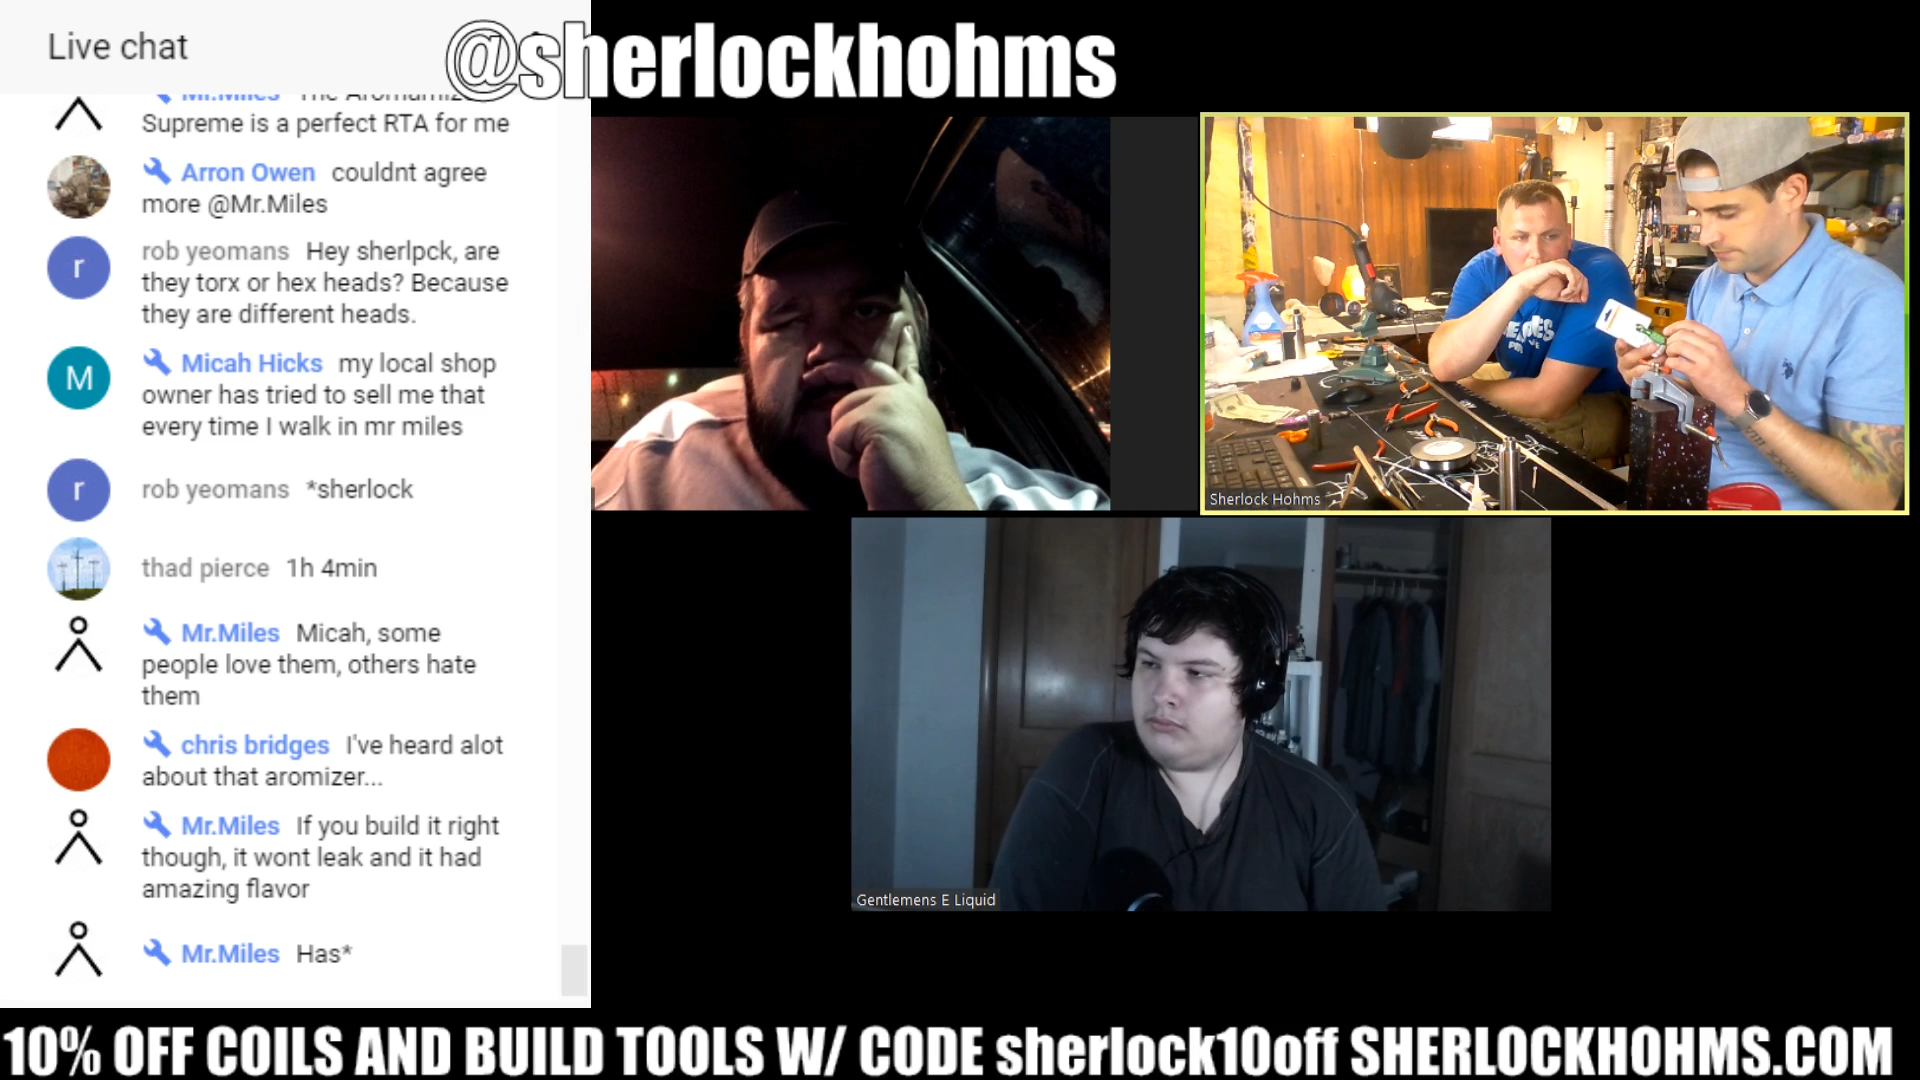 Live chat
@sherlockhohms
Mr.Miles The Aromamize
Supreme is a perfect RTA for me
Arron Owen couldnt agree
more @Mr.Miles
r
rob yeomans Hey sherlpck, are
they torx or hex heads? Because
they are different heads.
M
Micah Hicks my local shop
owner has tried to sell me that
every time I walk in mr miles
r
rob yeomans *sherlock
thad pierce 1h 4min
Mr.Miles Micah, some
people love them, others hate
them
chris bridges I've heard alot
about that aromizer...
Mr.Miles If you build it right
though, it wont leak and it had
amazing flavor
Mr.Miles Has*
Sherlock Hohms
Gentlemens E Liquid
10% OFF COILS AND BUILD TOOLS W/ CODE sherlock10off SHERLOCKHOHMS.COM